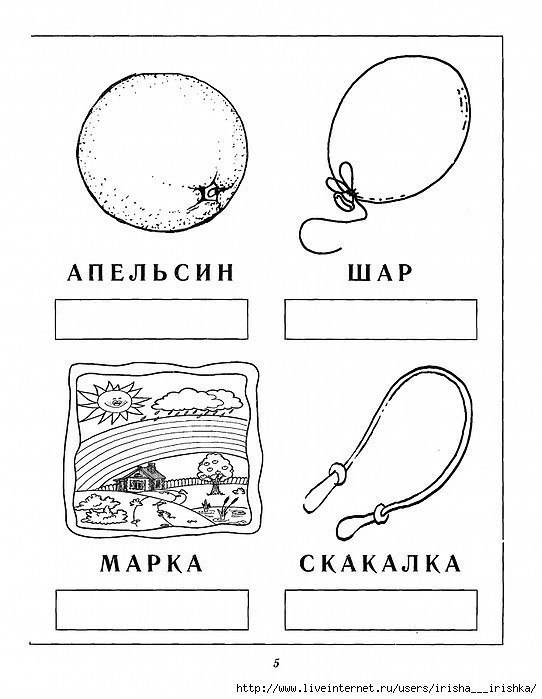 АПЕЛЬСИН
ШАР
МАРКА
СКАКАЛКА
5
http://www.liveinternet.ru/users/irisha___irishka/